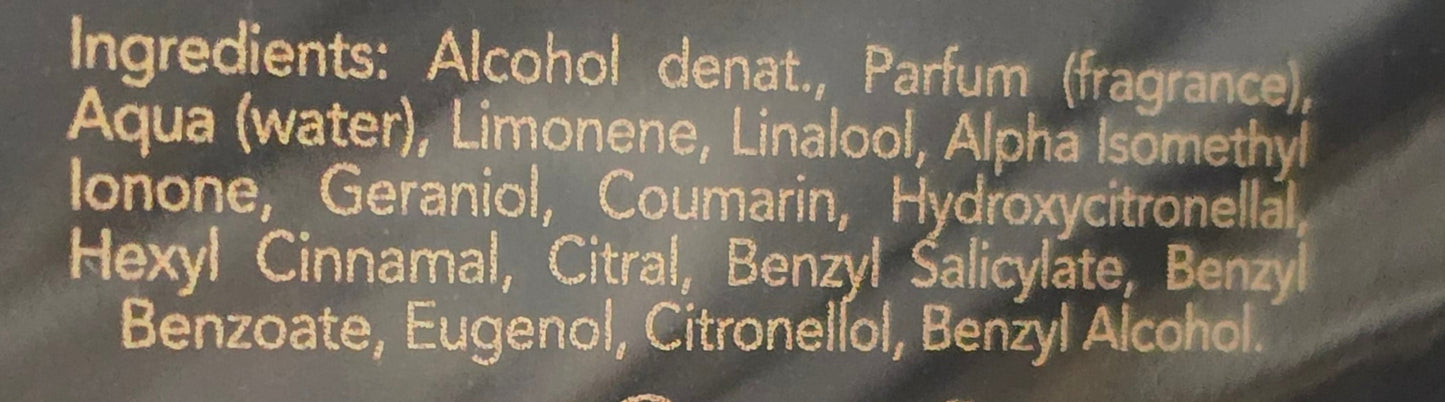 Ingredients: Alcohol denat., Parfum (fragrance),
Aqua (water), Limonene, Linalool, Alpha Isomethyl
Ionone, Geraniol, Coumarin, Hydroxycitronellal,
Hexyl Cinnamal, Citral, Benzyl Salicylate, Benzyl
Benzoate, Eugenol, Citronellol, Benzyl Alcohol.